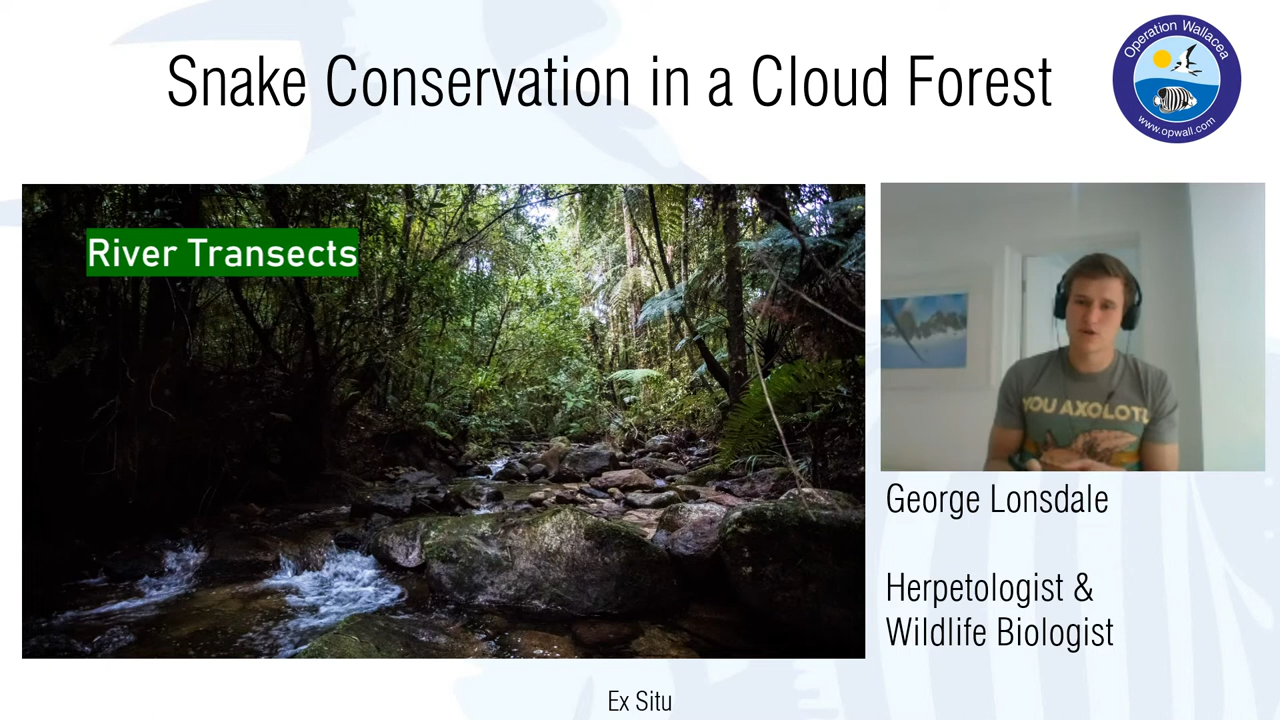 Snake Conservation in a Cloud Forest
Operation Wallacea
www.opwall.com
River Transects
YOU AXOLOTL
George Lonsdale
Herpetologist &
Wildlife Biologist
Ex Situ